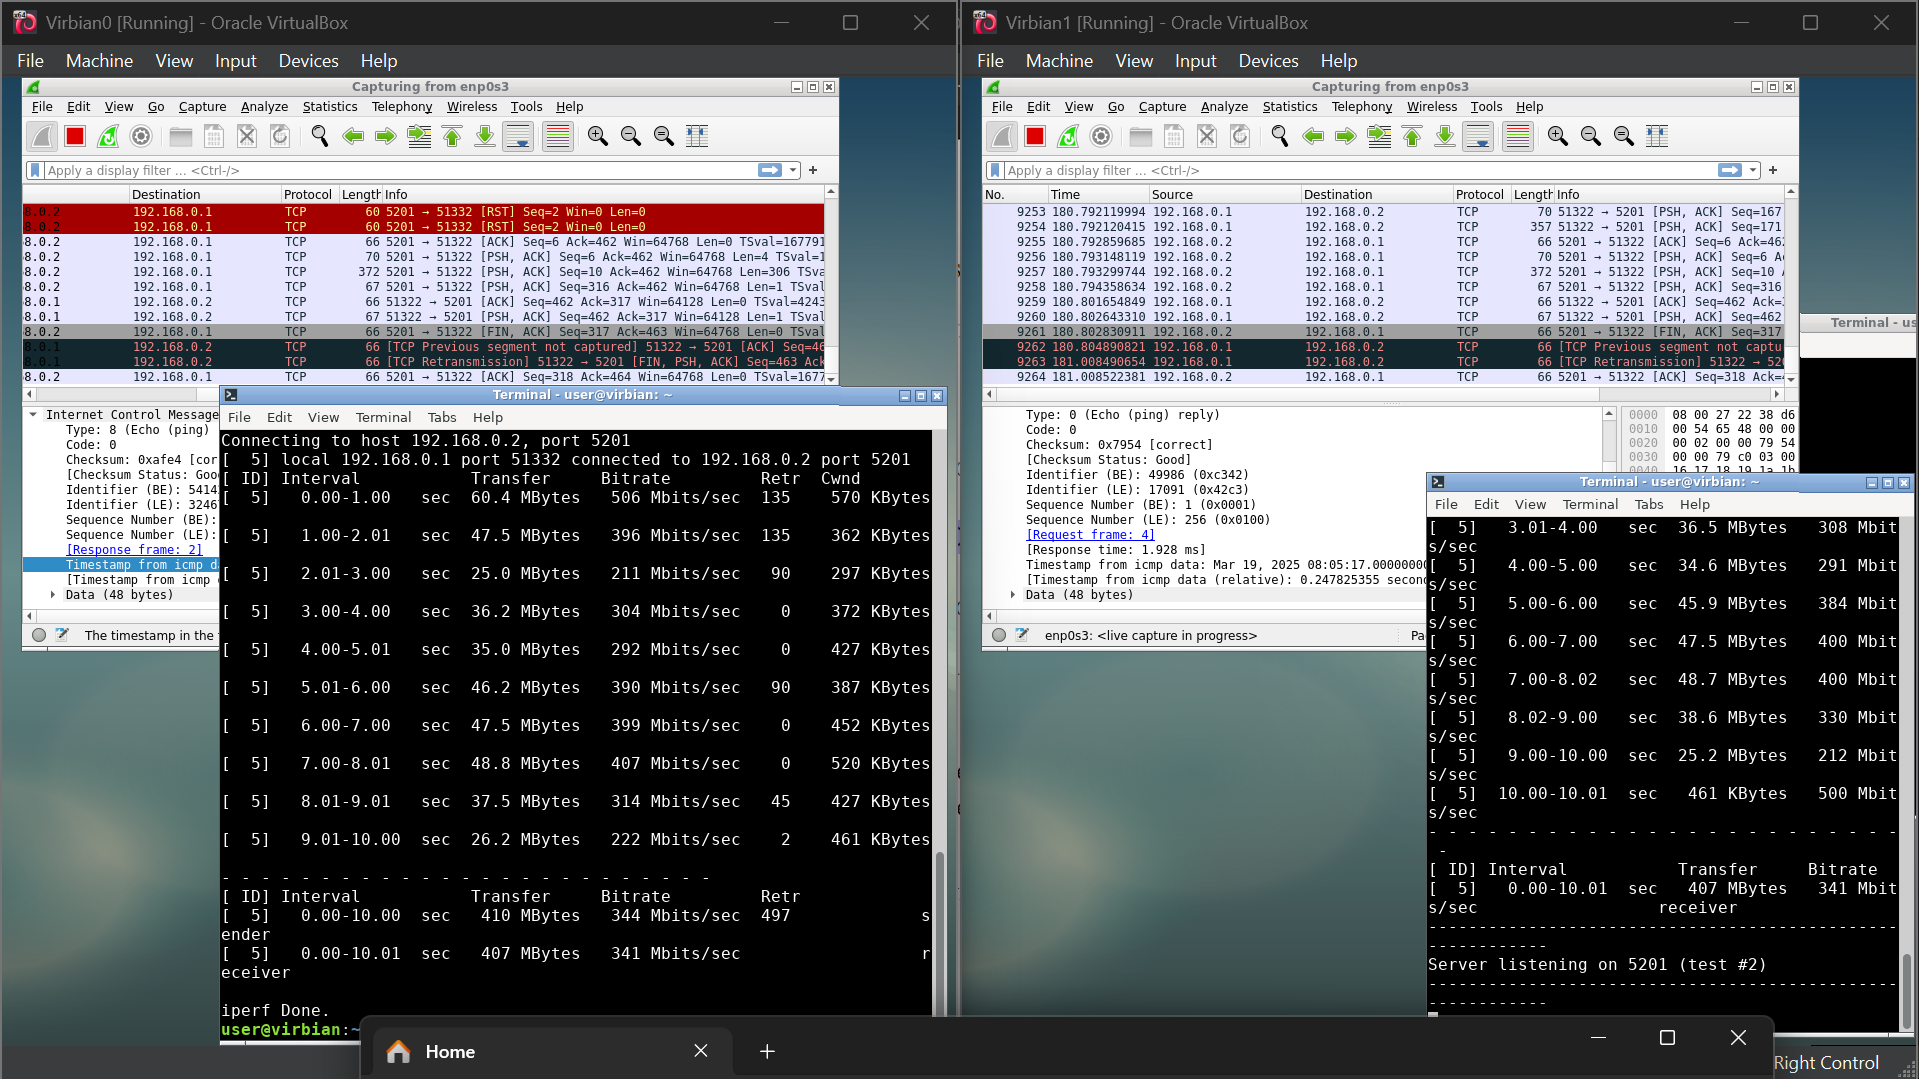 Virbian0 [Running] - Oracle VirtualBox
File Machine View Input Devices Help
Capturing from enp0s3
File Edit View Go Capture Analyze Statistics Telephony Wireless Tools Help
Apply a display filter ... <Ctrl-/>
Destination Protocol Length Info
8.0.2 192.168.0.1 TCP 60 5201 → 51332 [RST] Seq=2 Win=0 Len=0
8.0.2 192.168.0.1 TCP 60 5201 → 51332 [RST] Seq=2 Win=0 Len=0
8.0.2 192.168.0.1 TCP 66 5201 → 51322 [ACK] Seq=6 Ack=462 Win=64768 Len=0 TSval=167791
8.0.2 192.168.0.1 TCP 70 5201 → 51322 [PSH, ACK] Seq=6 Ack=462 Win=64768 Len=4 TSval=1
8.0.2 192.168.0.1 TCP 372 5201 → 51322 [PSH, ACK] Seq=10 Ack=462 Win=64768 Len=306 TSva
8.0.2 192.168.0.1 TCP 67 5201 → 51322 [PSH, ACK] Seq=316 Ack=462 Win=64768 Len=1 TSval
8.0.1 192.168.0.2 TCP 66 51322 → 5201 [ACK] Seq=462 Ack=317 Win=64128 Len=0 TSval=4243
8.0.1 192.168.0.2 TCP 67 51322 → 5201 [PSH, ACK] Seq=462 Ack=317 Win=64128 Len=1 TSval
8.0.2 192.168.0.1 TCP 66 5201 → 51322 [FIN, ACK] Seq=317 Ack=463 Win=64768 Len=0 TSval
8.0.1 192.168.0.2 TCP 66 [TCP Previous segment not captured] 51322 → 5201 [ACK] Seq=46
8.0.1 192.168.0.2 TCP 66 [TCP Retransmission] 51322 → 5201 [FIN, PSH, ACK] Seq=463 Ack
8.0.2 192.168.0.1 TCP 66 5201 → 51322 [ACK] Seq=318 Ack=464 Win=64768 Len=0 TSval=1677
Internet Control Message
Type: 8 (Echo (ping)
Code: 0
Checksum: 0xafe4 [cor
[Checksum Status: Goo
Identifier (BE): 5414
Identifier (LE): 3246
Sequence Number (BE):
Sequence Number (LE):
[Response frame: 2]
Timestamp from icmp d
[Timestamp from icmp
Data (48 bytes)
The timestamp in the
Terminal - user@virbian: ~
File Edit View Terminal Tabs Help
Connecting to host 192.168.0.2, port 5201
[  5] local 192.168.0.1 port 51332 connected to 192.168.0.2 port 5201
[ ID] Interval Transfer Bitrate Retr Cwnd
[  5] 0.00-1.00 sec 60.4 MBytes 506 Mbits/sec 135 570 KBytes
[  5] 1.00-2.01 sec 47.5 MBytes 396 Mbits/sec 135 362 KBytes
[  5] 2.01-3.00 sec 25.0 MBytes 211 Mbits/sec 90 297 KBytes
[  5] 3.00-4.00 sec 36.2 MBytes 304 Mbits/sec 0 372 KBytes
[  5] 4.00-5.01 sec 35.0 MBytes 292 Mbits/sec 0 427 KBytes
[  5] 5.01-6.00 sec 46.2 MBytes 390 Mbits/sec 90 387 KBytes
[  5] 6.00-7.00 sec 47.5 MBytes 399 Mbits/sec 0 452 KBytes
[  5] 7.00-8.01 sec 48.8 MBytes 407 Mbits/sec 0 520 KBytes
[  5] 8.01-9.01 sec 37.5 MBytes 314 Mbits/sec 45 427 KBytes
[  5] 9.01-10.00 sec 26.2 MBytes 222 Mbits/sec 2 461 KBytes
- - - - - - - - - - - - - - - - - - - - - - - - -
[ ID] Interval Transfer Bitrate Retr
[  5] 0.00-10.00 sec 410 MBytes 344 Mbits/sec 497 s
ender
[  5] 0.00-10.01 sec 407 MBytes 341 Mbits/sec r
eceiver
iperf Done.
user@virbian:~
Virbian1 [Running] - Oracle VirtualBox
File Machine View Input Devices Help
Capturing from enp0s3
File Edit View Go Capture Analyze Statistics Telephony Wireless Tools Help
Apply a display filter ... <Ctrl-/>
No. Time Source Destination Protocol Length Info
9253 180.792119994 192.168.0.1 192.168.0.2 TCP 70 51322 → 5201 [PSH, ACK] Seq=167
9254 180.792120415 192.168.0.1 192.168.0.2 TCP 357 51322 → 5201 [PSH, ACK] Seq=171
9255 180.792859685 192.168.0.2 192.168.0.1 TCP 66 5201 → 51322 [ACK] Seq=6 Ack=462
9256 180.793148119 192.168.0.2 192.168.0.1 TCP 70 5201 → 51322 [PSH, ACK] Seq=6 A
9257 180.793299744 192.168.0.2 192.168.0.1 TCP 372 5201 → 51322 [PSH, ACK] Seq=10
9258 180.794358634 192.168.0.2 192.168.0.1 TCP 67 5201 → 51322 [PSH, ACK] Seq=316
9259 180.801654849 192.168.0.1 192.168.0.2 TCP 66 51322 → 5201 [ACK] Seq=462 Ack=
9260 180.802643310 192.168.0.1 192.168.0.2 TCP 67 51322 → 5201 [PSH, ACK] Seq=462
9261 180.802830911 192.168.0.2 192.168.0.1 TCP 66 5201 → 51322 [FIN, ACK] Seq=317
9262 180.804890821 192.168.0.1 192.168.0.2 TCP 66 [TCP Previous segment not captu
9263 181.008490654 192.168.0.1 192.168.0.2 TCP 66 [TCP Retransmission] 51322 → 52
9264 181.008522381 192.168.0.2 192.168.0.1 TCP 66 5201 → 51322 [ACK] Seq=318 Ack=
Terminal - us
Type: 0 (Echo (ping) reply)
Code: 0
Checksum: 0x7954 [correct]
[Checksum Status: Good]
Identifier (BE): 49986 (0xc342)
Identifier (LE): 17091 (0x42c3)
Sequence Number (BE): 1 (0x0001)
Sequence Number (LE): 256 (0x0100)
[Request frame: 4]
[Response time: 1.928 ms]
Timestamp from icmp data: Mar 19, 2025 08:05:17.00000000
[Timestamp from icmp data (relative): 0.247825355 second
Data (48 bytes)
0000 08 00 27 22 38 d6
0010 00 54 65 48 00 00
0020 00 02 00 00 79 54
0030 00 00 79 c0 03 00
0040 16 17 18 19 1a 1b
enp0s3: <live capture in progress>
Pa
Terminal - user@virbian: ~
File Edit View Terminal Tabs Help
[  5] 3.01-4.00 sec 36.5 MBytes 308 Mbit
s/sec
[  5] 4.00-5.00 sec 34.6 MBytes 291 Mbit
s/sec
[  5] 5.00-6.00 sec 45.9 MBytes 384 Mbit
s/sec
[  5] 6.00-7.00 sec 47.5 MBytes 400 Mbit
s/sec
[  5] 7.00-8.02 sec 48.7 MBytes 400 Mbit
s/sec
[  5] 8.02-9.00 sec 38.6 MBytes 330 Mbit
s/sec
[  5] 9.00-10.00 sec 25.2 MBytes 212 Mbit
s/sec
[  5] 10.00-10.01 sec 461 KBytes 500 Mbit
s/sec
- - - - - - - - - - - - - - - - - - - - - - - -
-
[ ID] Interval Transfer Bitrate
[  5] 0.00-10.01 sec 407 MBytes 341 Mbit
s/sec receiver
-----------------------------------------------
------------
Server listening on 5201 (test #2)
-----------------------------------------------
------------
Home
Right Control